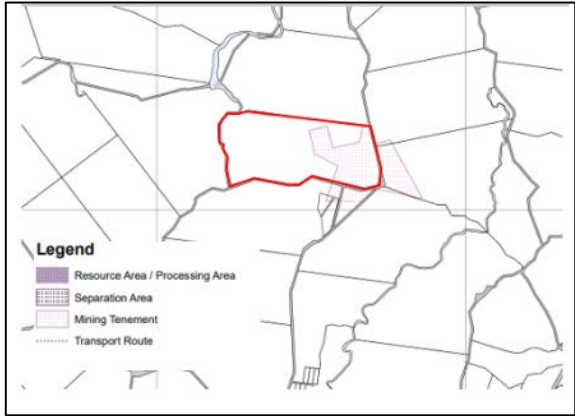 Legend
Resource Area / Processing Area
Separation Area
Mining Tenement
Transport Route